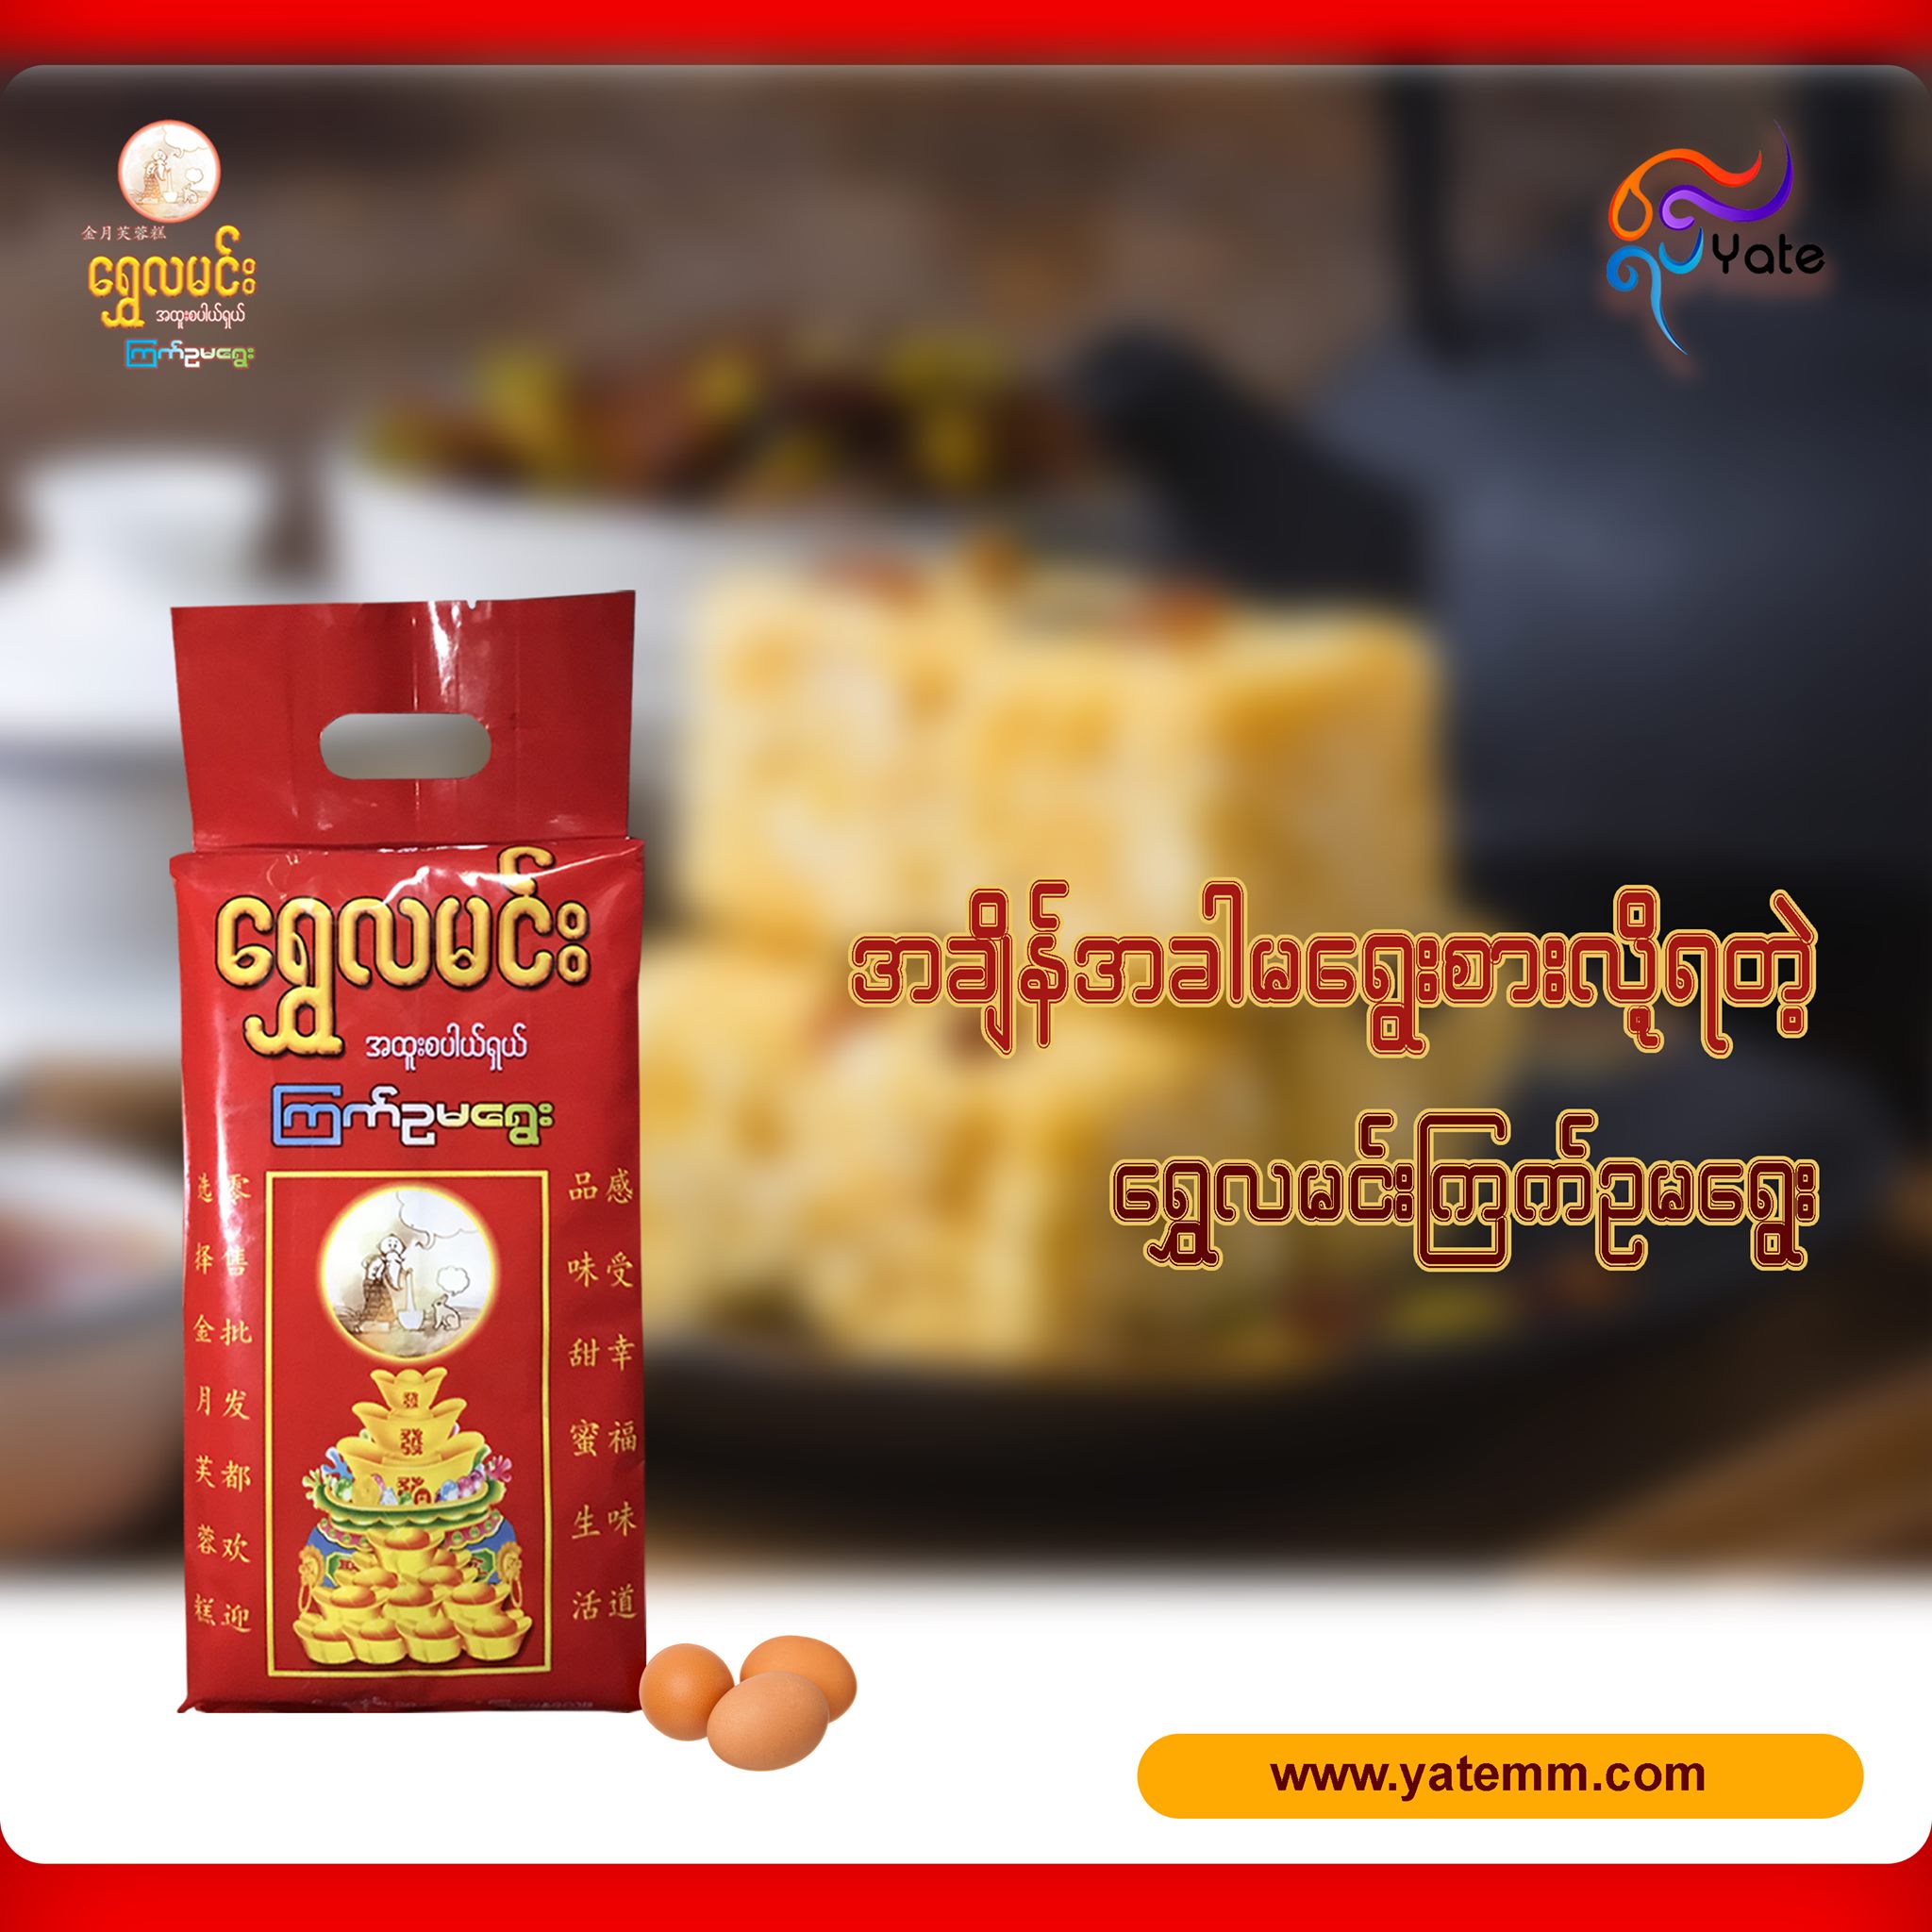 金月芙蓉糕
ရွှေလမင်း
အထူးစပါယ်ရှယ်
ကြက်ဥမရွေး
Yate
ရွှေလမင်း
အထူးစပါယ်ရှယ်
ကြက်ဥမရွေး
选择金月芙蓉糕
零售批发都欢迎
品味甜蜜生活
感受幸福味道
發
發
發
အချိန်အခါမရွေးစားလို့ရတဲ့
ရွှေလမင်းကြက်ဥမရွေး
www.yatemm.com